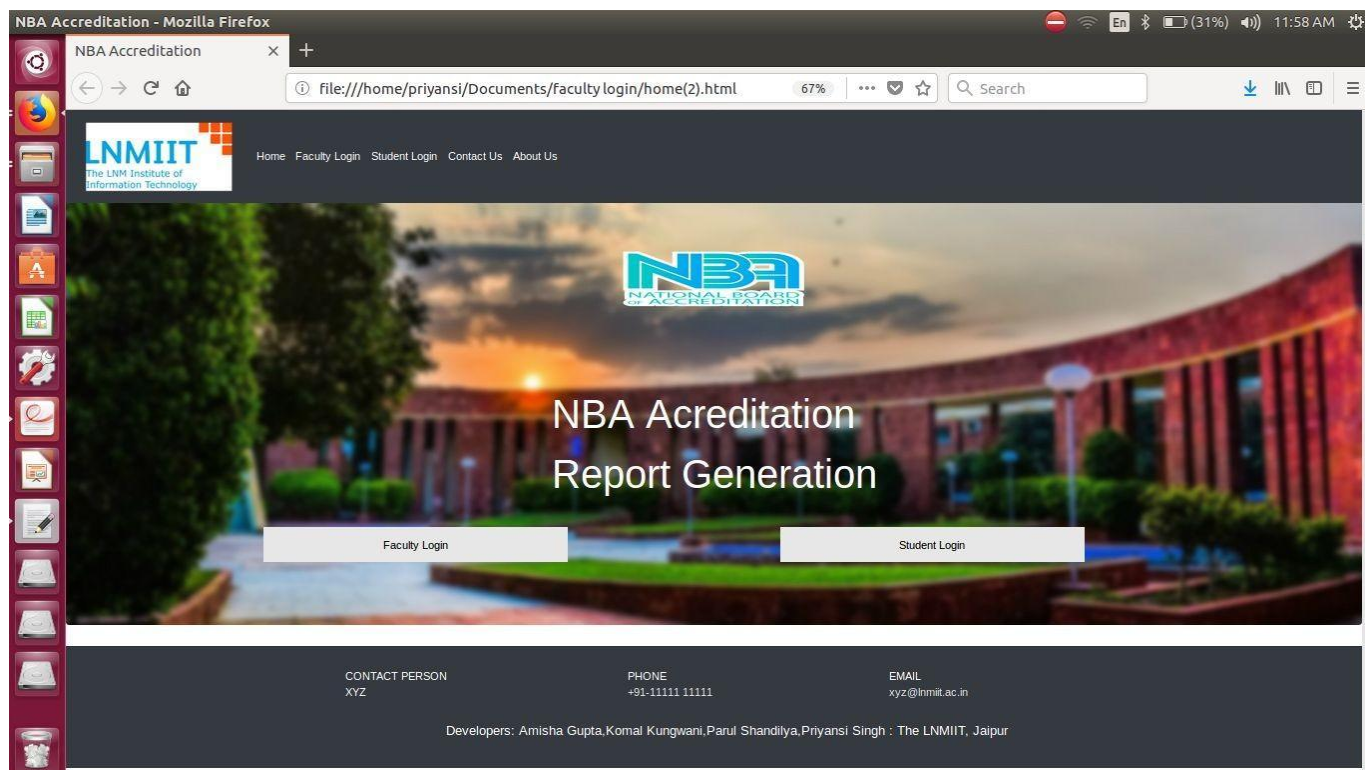 NBA Accreditation - Mozilla Firefox
En (31%) 11:58 AM
NBA Accreditation
file:///home/priyansi/Documents/faculty login/home(2).html 67% Search
LNMIIT
The LNM Institute of
Information Technology
Home Faculty Login Student Login Contact Us About Us
NBA
NATIONAL BOARD
OF ACCREDITATION
NBA Acreditation
Report Generation
Faculty Login Student Login
CONTACT PERSON PHONE EMAIL
XYZ +91-11111 11111 xyz@lnmiit.ac.in
Developers: Amisha Gupta,Komal Kungwani,Parul Shandilya,Priyansi Singh : The LNMIIT, Jaipur